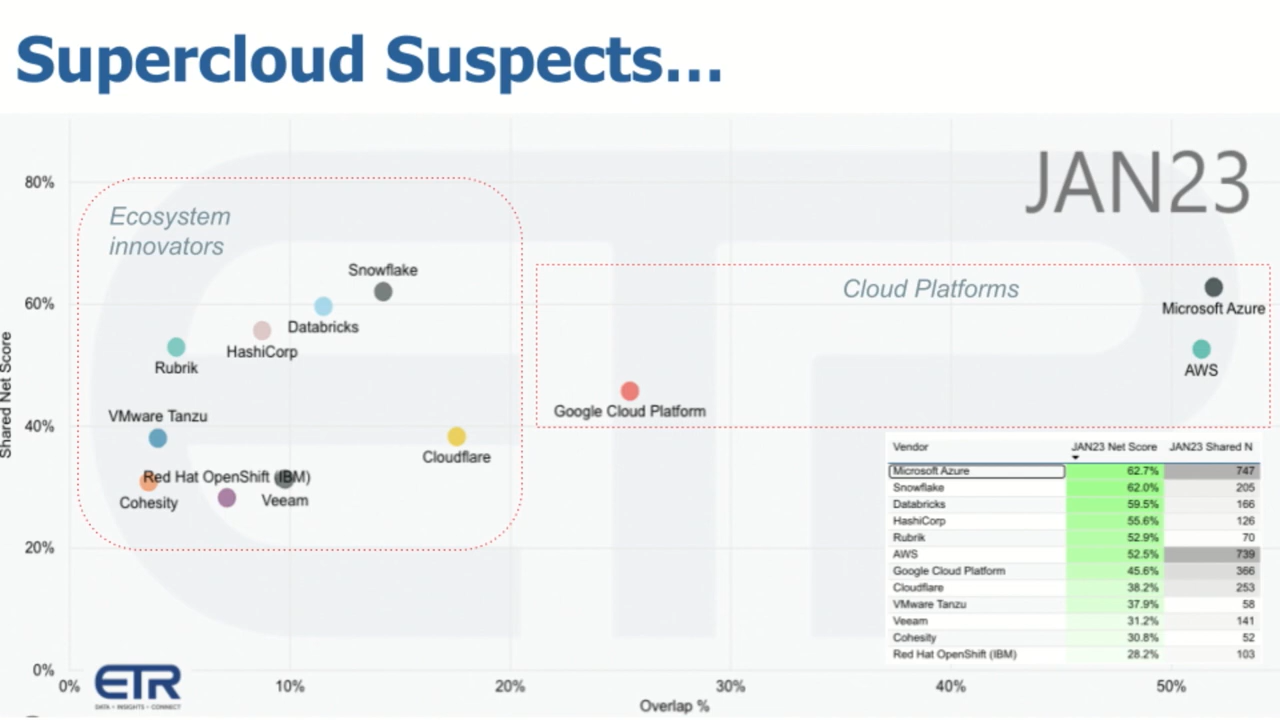 Supercloud Suspects...
JAN23
80%
60%
40%
20%
0%
Shared Net Score
Ecosystem
innovators
Cloud Platforms
Snowflake
Databricks
HashiCorp
Rubrik
VMware Tanzu
Red Hat OpenShift (IBM)
Cohesity
Veeam
Cloudflare
Google Cloud Platform
Microsoft Azure
AWS
Vendor JAN23 Net Score JAN23 Shared N
Microsoft Azure 62.7% 747
Snowflake 62.0% 205
Databricks 59.5% 166
HashiCorp 55.6% 126
Rubrik 52.9% 70
AWS 52.5% 739
Google Cloud Platform 45.6% 366
Cloudflare 38.2% 253
VMware Tanzu 37.9% 58
Veeam 31.2% 141
Cohesity 30.8% 52
Red Hat OpenShift (IBM) 28.2% 103
0% 10% 20% 30% 40% 50%
Overlap %
ETR
DATA • INSIGHTS • CONNECT